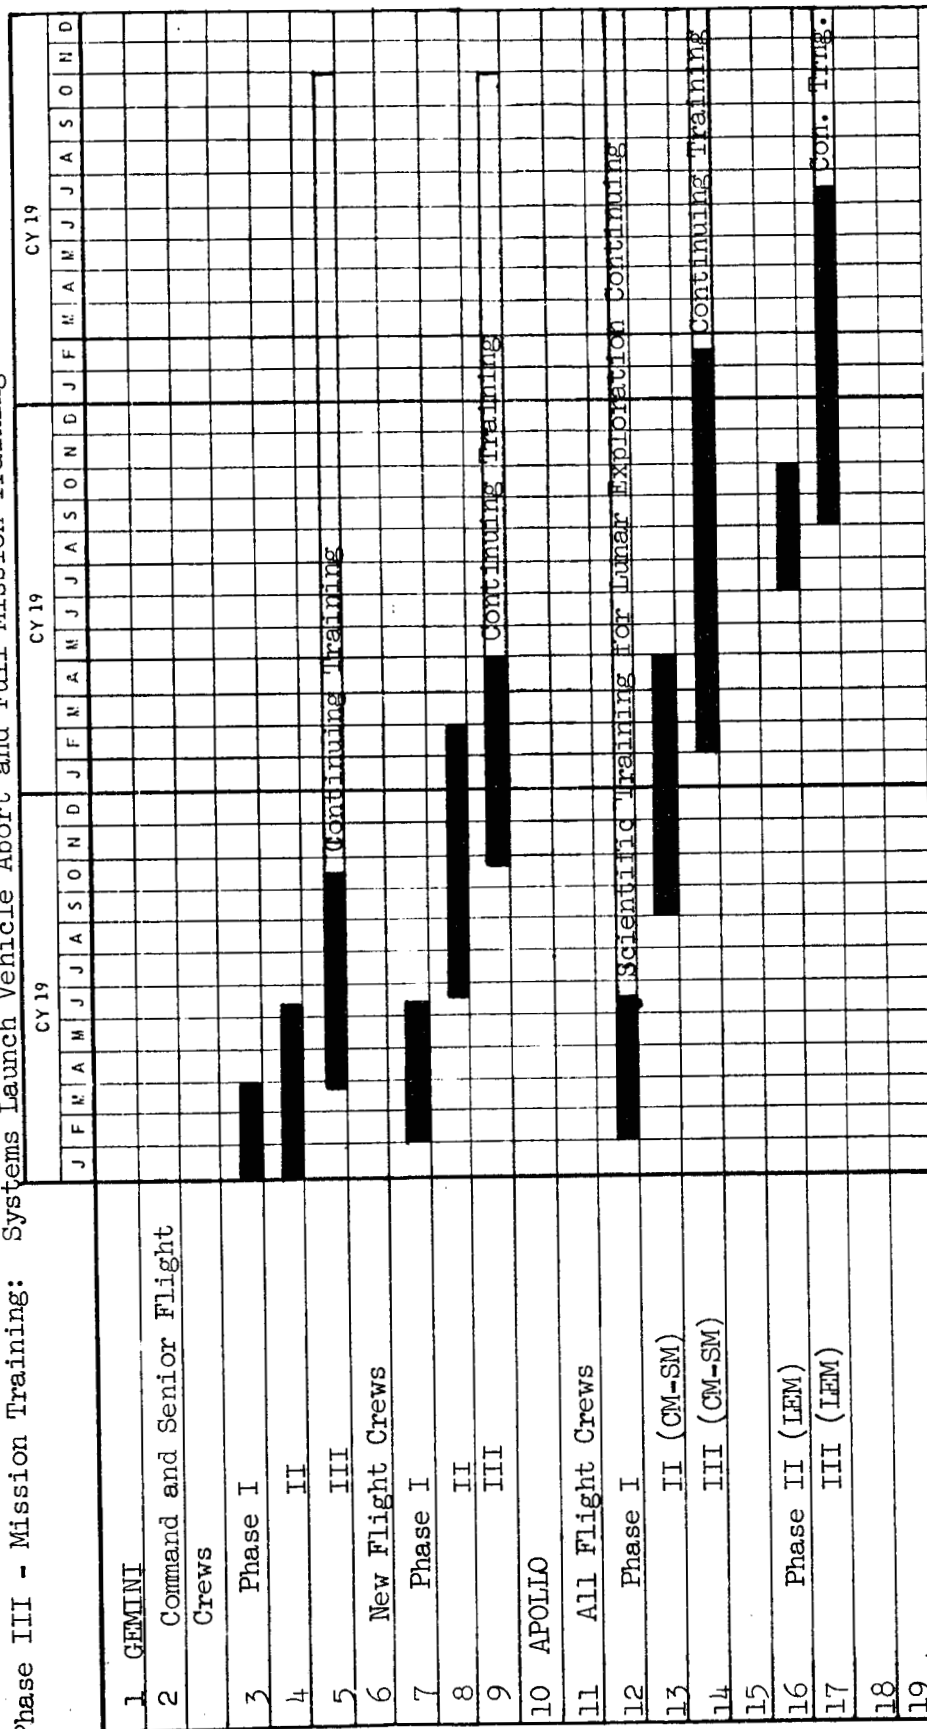 Phase III - Mission Training: Systems Launch Vehicle Abort and Full Mission Training
CY 19 CY 19 CY 19
J F M A M J J A S O N D J F M A M J J A S O N D J F M A M J J A S O N D
1 GEMINI
2 Command and Senior Flight
Crews
3 Phase I
4 II
5 III Continuing Training
6 New Flight Crews
7 Phase I
8 II
9 III Continuing Training
10 APOLLO
11 All Flight Crews
12 Phase I Scientific Training for Lunar Exploration Continuing
13 II (CM-SM)
14 III (CM-SM) Continuing Training
15
16 Phase II (LEM)
17 III (LEM) Con. Trng.
18
19